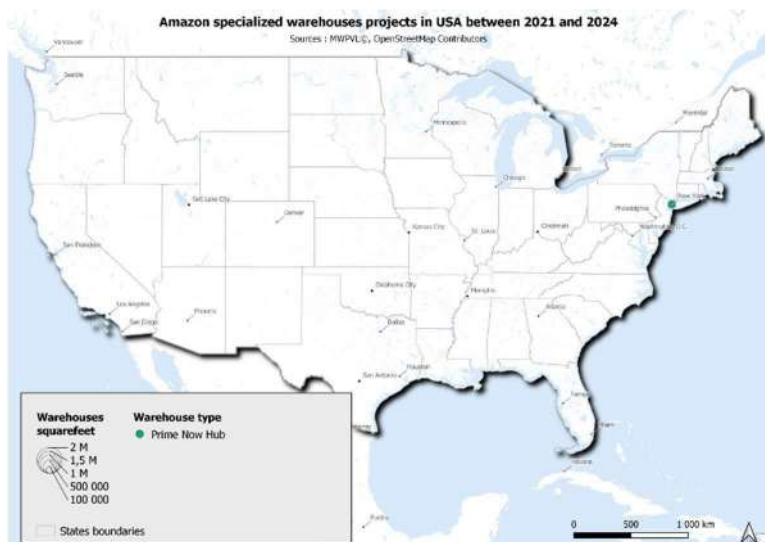 Amazon specialized warehouses projects in USA between 2021 and 2024
Sources : MWPVL©, OpenStreetMap Contributors
Vancouver
Seattle
Minneapolis
Montréal
Toronto
Chicago
New York
Philadelphia
Salt Lake City
Denver
Kansas City
St. Louis
Cincinnati
San Francisco
Oklahoma City
Memphis
Los Angeles
San Diego
Phoenix
Dallas
Atlanta
San Antonio
Houston
Warehouses
squarefeet
2 M
1,5 M
1 M
500 000
100 000
Warehouse type
Prime Now Hub
States boundaries
0 500 1 000 km